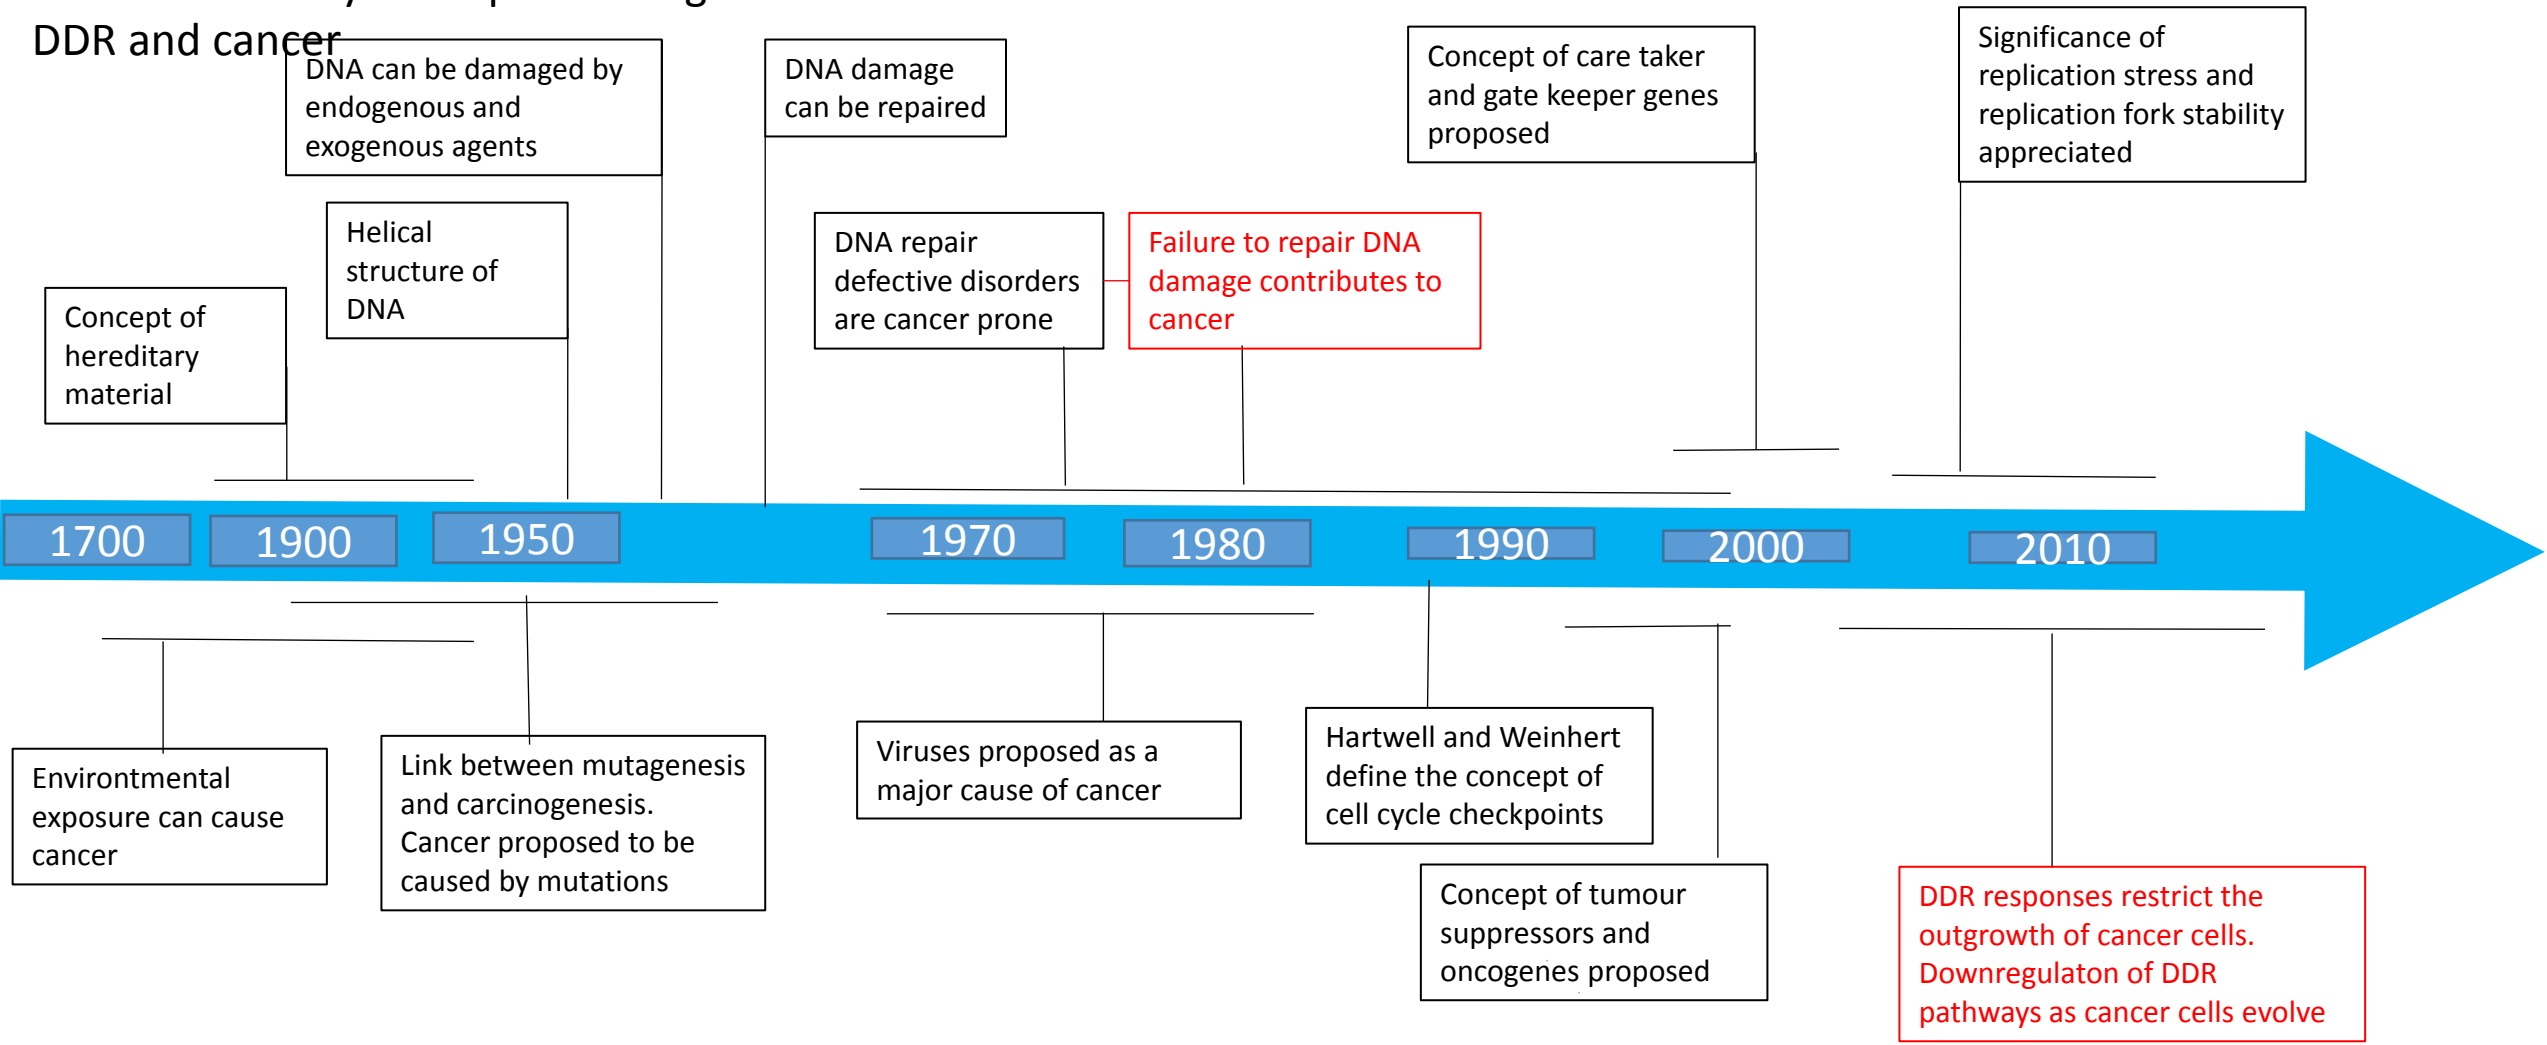 DDR and cancer
DNA can be damaged by
endogenous and
exogenous agents
DNA damage
can be repaired
Concept of care taker
and gate keeper genes
proposed
Significance of
replication stress and
replication fork stability
appreciated
Helical
structure of
DNA
DNA repair
defective disorders
are cancer prone
Failure to repair DNA
damage contributes to
cancer
Concept of
hereditary
material
1700
1900
1950
1970
1980
1990
2000
2010
Environtmental
exposure can cause
cancer
Link between mutagenesis
and carcinogenesis.
Cancer proposed to be
caused by mutations
Viruses proposed as a
major cause of cancer
Hartwell and Weinhert
define the concept of
cell cycle checkpoints
Concept of tumour
suppressors and
oncogenes proposed
DDR responses restrict the
outgrowth of cancer cells.
Downregulaton of DDR
pathways as cancer cells evolve